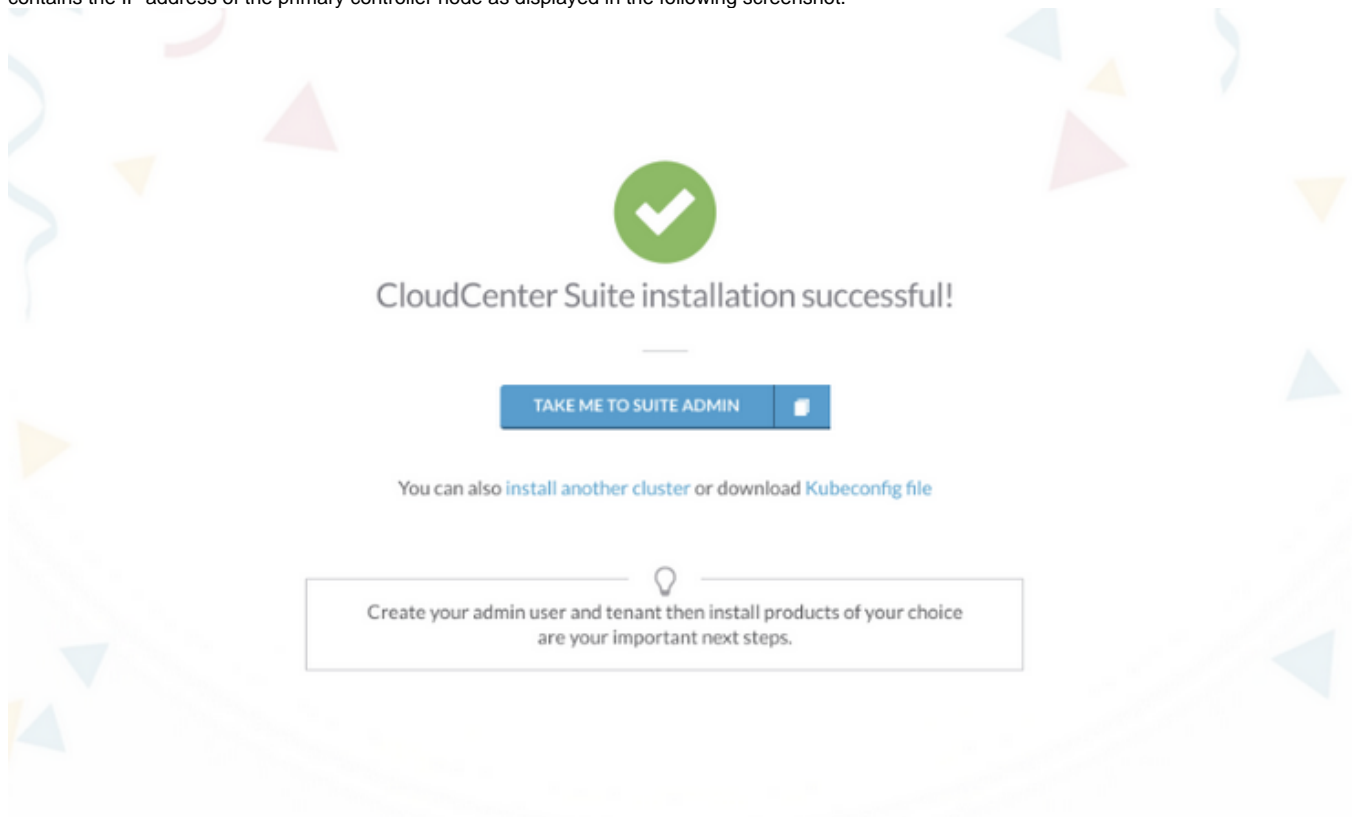 contains the IP address of the primary controller node as displayed in the following screenshot.
CloudCenter Suite installation successful!
TAKE ME TO SUITE ADMIN
You can also install another cluster or download Kubeconfig file
Create your admin user and tenant then install products of your choice
are your important next steps.